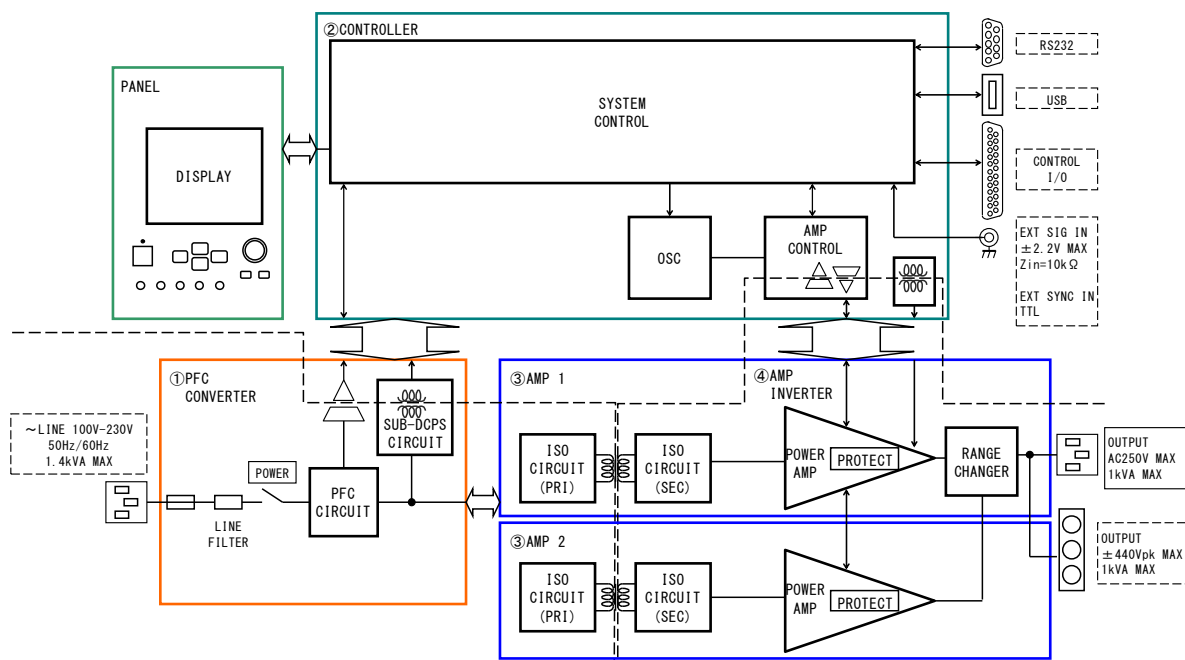 ②CONTROLLER
PANEL
DISPLAY
SYSTEM
CONTROL
RS232
USB
CONTROL
I/O
OSC
AMP
CONTROL
EXT SIG IN
±2.2V MAX
Zin=10kΩ
EXT SYNC IN
TTL
①PFC
CONVERTER
SUB-DCPS
CIRCUIT
～LINE 100V-230V
50Hz/60Hz
1.4kVA MAX
POWER
LINE
FILTER
PFC
CIRCUIT
③AMP 1
④AMP
INVERTER
ISO
CIRCUIT
(PRI)
ISO
CIRCUIT
(SEC)
POWER
AMP
PROTECT
RANGE
CHANGER
OUTPUT
AC250V MAX
1kVA MAX
③AMP 2
ISO
CIRCUIT
(PRI)
ISO
CIRCUIT
(SEC)
POWER
AMP
PROTECT
OUTPUT
±440Vpk MAX
1kVA MAX